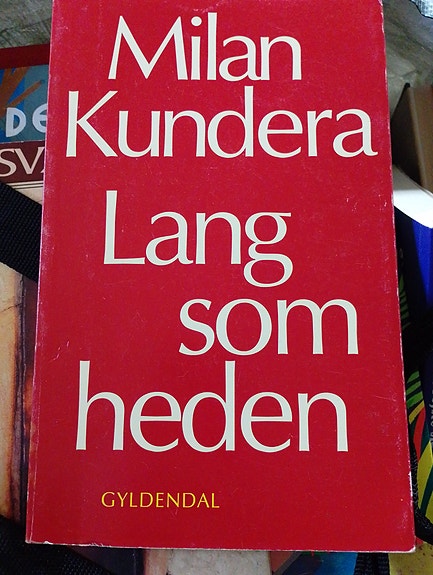 Milan
Kundera
Lang
som
heden
GYLDENDAL